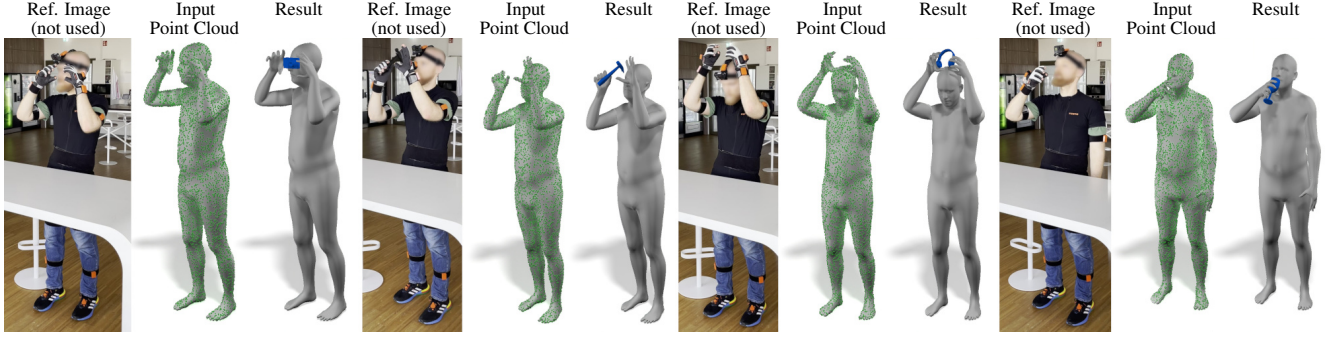 Ref. Image
(not used)
Input
Point Cloud
Result
Ref. Image
(not used)
Input
Point Cloud
Result
Ref. Image
(not used)
Input
Point Cloud
Result
Ref. Image
(not used)
Input
Point Cloud
Result